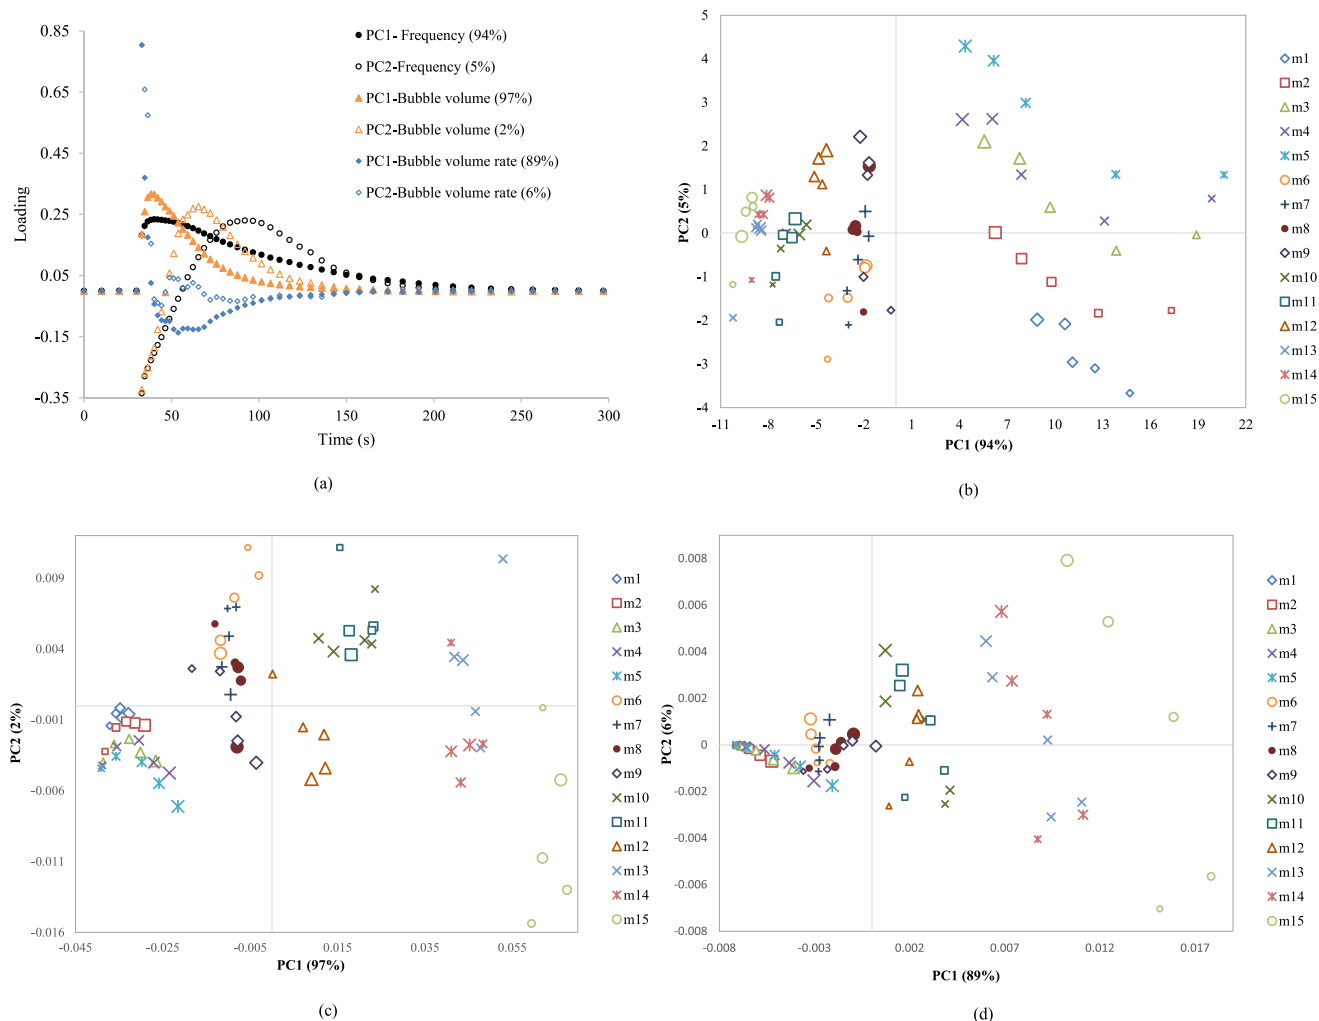 0.85
0.65
0.45
0.25
0.05
-0.15
-0.35
Loading
0
50
100
150
200
250
300
Time (s)
PC1- Frequency (94%)
PC2-Frequency (5%)
PC1-Bubble volume (97%)
PC2-Bubble volume (2%)
PC1-Bubble volume rate (89%)
PC2-Bubble volume rate (6%)
(a)
5
4
3
2
1
0
-1
-2
-3
-4
PC2 (5%)
-11
-8
-5
-2
1
4
7
10
13
16
19
22
PC1 (94%)
m1
m2
m3
m4
m5
m6
m7
m8
m9
m10
m11
m12
m13
m14
m15
(b)
0.009
0.004
-0.001
-0.006
-0.011
-0.016
PC2 (2%)
-0.045
-0.025
-0.005
0.015
0.035
0.055
PC1 (97%)
m1
m2
m3
m4
m5
m6
m7
m8
m9
m10
m11
m12
m13
m14
m15
(c)
0.008
0.006
0.004
0.002
0
-0.002
-0.004
-0.006
-0.008
PC2 (6%)
-0.008
-0.003
0.002
0.007
0.012
0.017
PC1 (89%)
m1
m2
m3
m4
m5
m6
m7
m8
m9
m10
m11
m12
m13
m14
m15
(d)